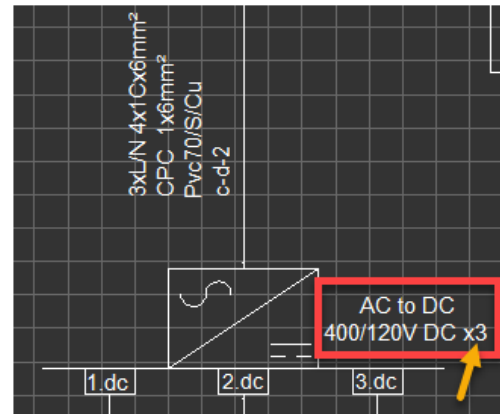 3xL/N 4x1Cx6mm²
CPC 1x6mm²
Pvc70/S/Cu
c-d-2
AC to DC
400/120V DC x3
1.dc
2.dc
3.dc